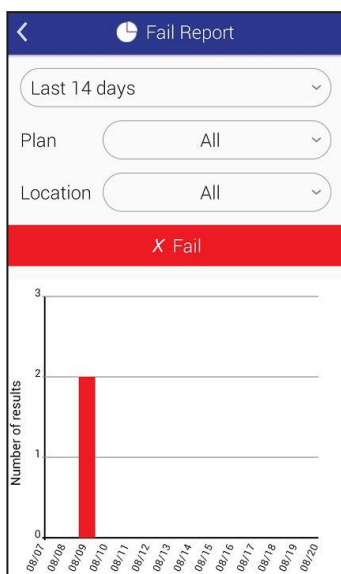 Fail Report
Last 14 days
Plan All
Location All
X Fail
Number of results
3
2
1
0
08/07 08/08 08/09 08/10 08/11 08/12 08/13 08/14 08/15 08/16 08/17 08/18 08/19 08/20